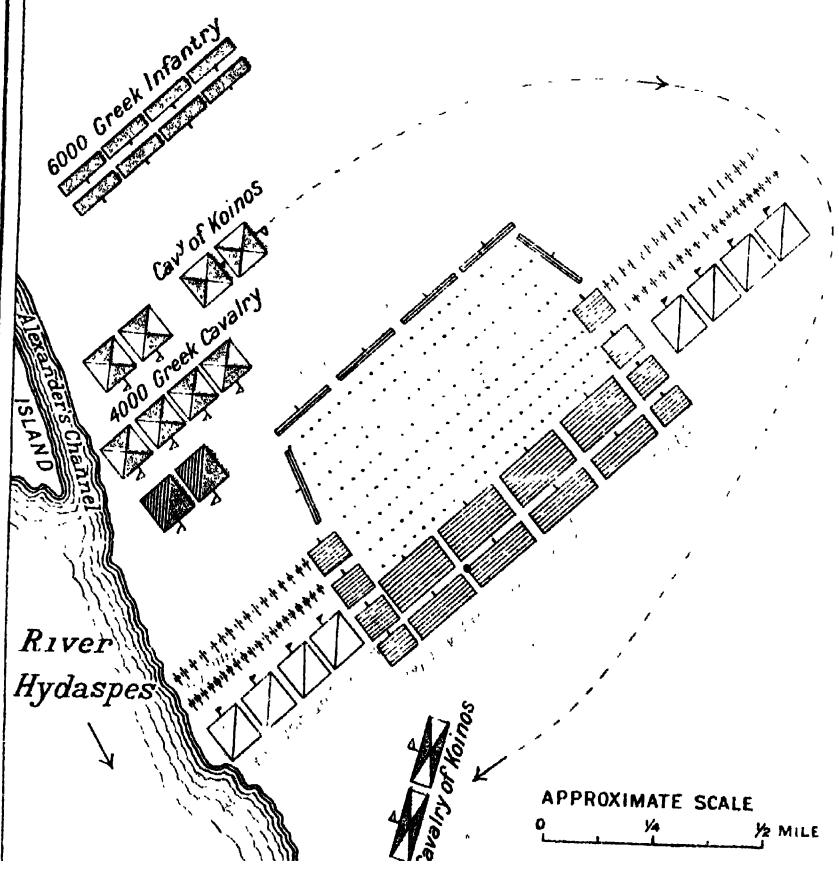 6000 Greek Infantry
Cavy of Koinos
4000 Greek Cavalry
Alexander's Channel
ISLAND
River
Hydaspes
Cavalry of Koinos
APPROXIMATE SCALE
0 ¼ ½ MILE